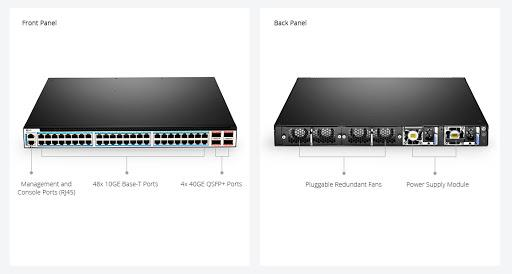 Front Panel
Back Panel
Management and
Console Ports (RJ45)
48x 10GE Base-T Ports
4x 40GE QSFP+ Ports
Pluggable Redundant Fans
Power Supply Module